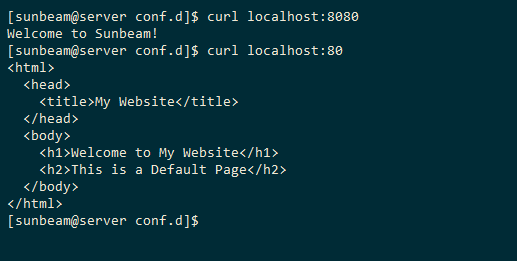 [sunbeam@server conf.d]$ curl localhost:8080
Welcome to Sunbeam!
[sunbeam@server conf.d]$ curl localhost:80
<html>
  <head>
    <title>My Website</title>
  </head>
  <body>
    <h1>Welcome to My Website</h1>
    <h2>This is a Default Page</h2>
  </body>
</html>
[sunbeam@server conf.d]$